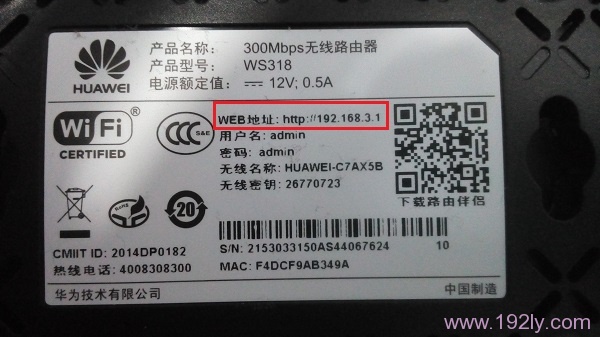 HUAWEI
产品名称: 300Mbps无线路由器
产品型号: WS318
电源额定值: ⎓ 12V; 0.5A
WEB地址: http://192.168.3.1
用户名: admin
密码: admin
无线名称: HUAWEI-C7AX5B
无线密钥: 26770723
WiFi
CERTIFIED
CCC
S&E
20
下载路由伴侣
CMIIT ID: 2014DP0182
热线电话: 4008308300
S/N: 2153033150AS44067624 10
MAC: F4DCF9AB349A
华为技术有限公司
中国制造
www.192ly.com